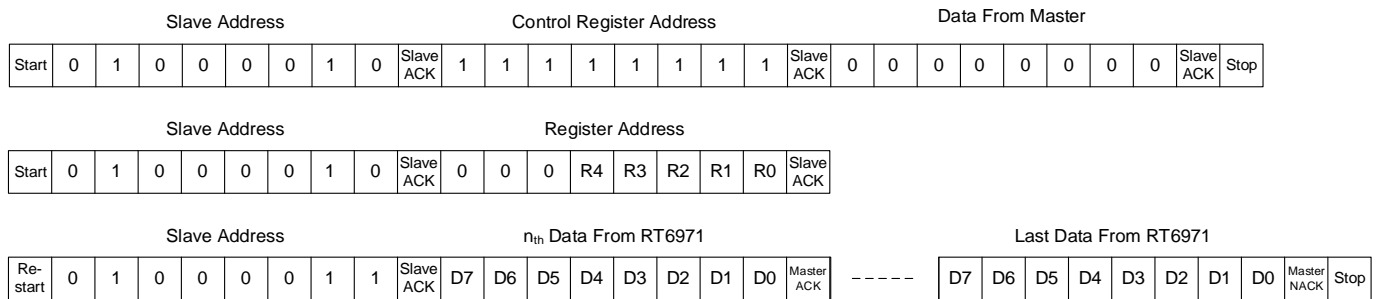 Slave Address Control Register Address Data From Master
Start 0 1 0 0 0 0 1 0 Slave ACK 1 1 1 1 1 1 1 1 Slave ACK 0 0 0 0 0 0 0 0 Slave ACK Stop
Slave Address Register Address
Start 0 1 0 0 0 0 1 0 Slave ACK 0 0 0 R4 R3 R2 R1 R0 Slave ACK
Slave Address nth Data From RT6971 Last Data From RT6971
Re-start 0 1 0 0 0 0 1 1 Slave ACK D7 D6 D5 D4 D3 D2 D1 D0 Master ACK D7 D6 D5 D4 D3 D2 D1 D0 Master NACK Stop